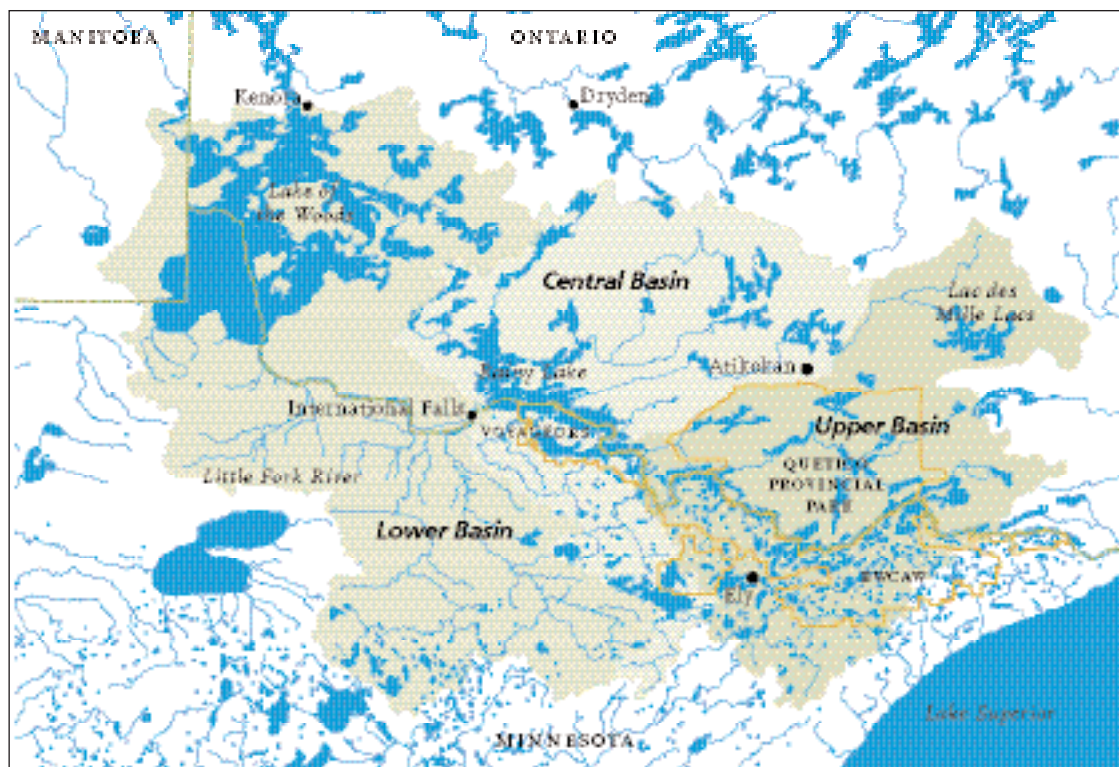 MANITOBA
ONTARIO
Kenora
Dryden
Lake of
the Woods
Central Basin
Lac des
Mille Lacs
Rainy Lake
Atikokan
International Falls
VOYAGEURS
Upper Basin
QUETICO
PROVINCIAL
PARK
Little Fork River
Lower Basin
BWCAW
Ely
Lake Superior
MINNESOTA